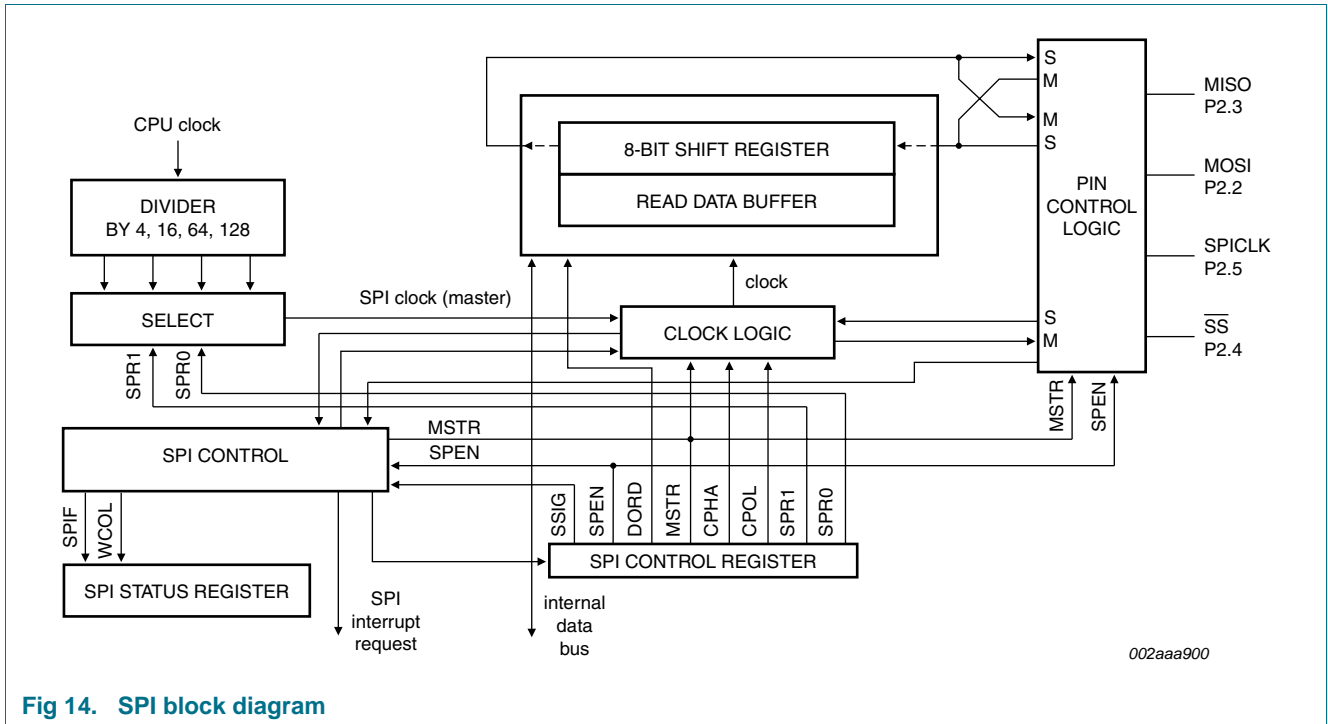 CPU clock
DIVIDER
BY 4, 16, 64, 128
SELECT
SPR1
SPR0
SPI clock (master)
8-BIT SHIFT REGISTER
READ DATA BUFFER
clock
CLOCK LOGIC
S
M
M
S
PIN
CONTROL
LOGIC
S
M
MISO
P2.3
MOSI
P2.2
SPICLK
P2.5
SS
P2.4
MSTR
SPEN
SPI CONTROL
MSTR
SPEN
SPIF
WCOL
SPI STATUS REGISTER
SSIG
SPEN
DORD
MSTR
CPHA
CPOL
SPR1
SPR0
SPI CONTROL REGISTER
SPI
interrupt
request
internal
data
bus
002aaa900
Fig 14. SPI block diagram